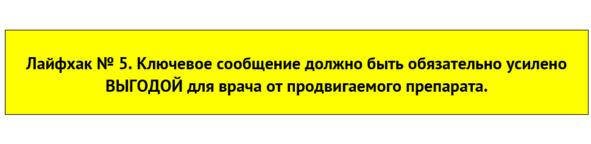 Лайфхак № 5. Ключевое сообщение должно быть обязательно усилено
ВЫГОДОЙ для врача от продвигаемого препарата.